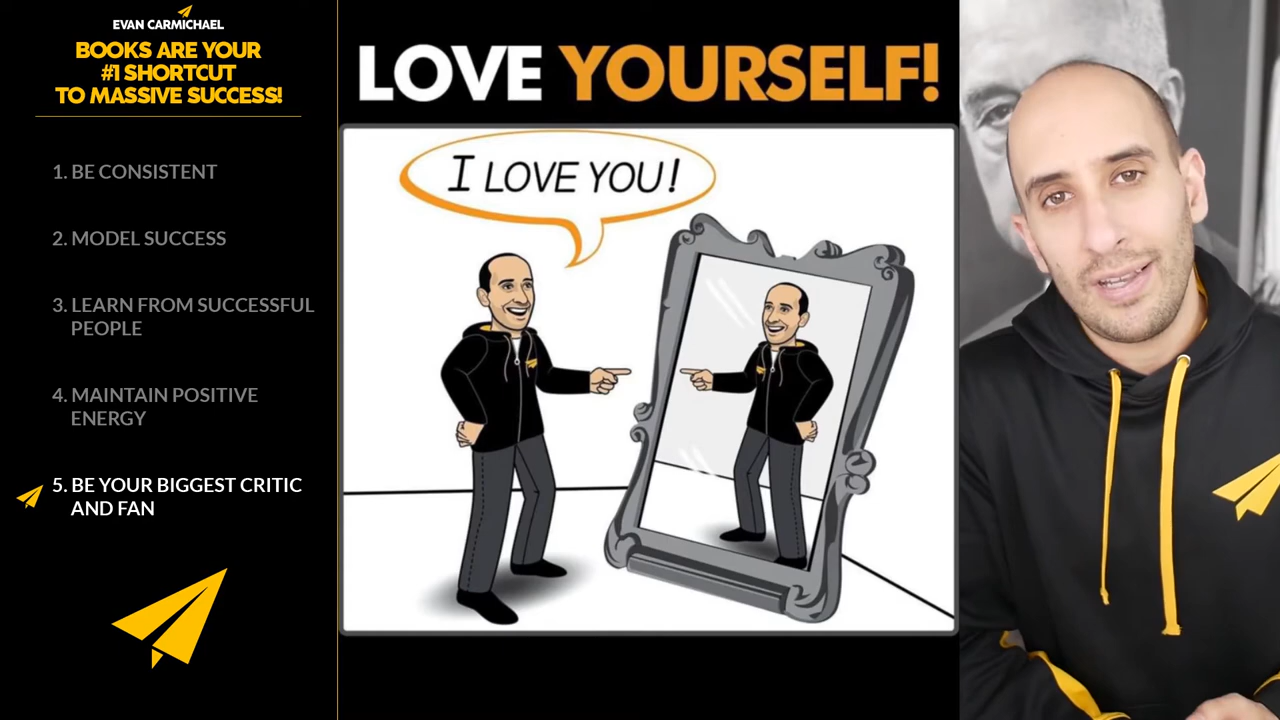 EVAN CARMICHAEL
BOOKS ARE YOUR
#1 SHORTCUT
TO MASSIVE SUCCESS!
1. BE CONSISTENT
2. MODEL SUCCESS
3. LEARN FROM SUCCESSFUL
PEOPLE
4. MAINTAIN POSITIVE
ENERGY
5. BE YOUR BIGGEST CRITIC
AND FAN
LOVE YOURSELF!
I LOVE YOU!